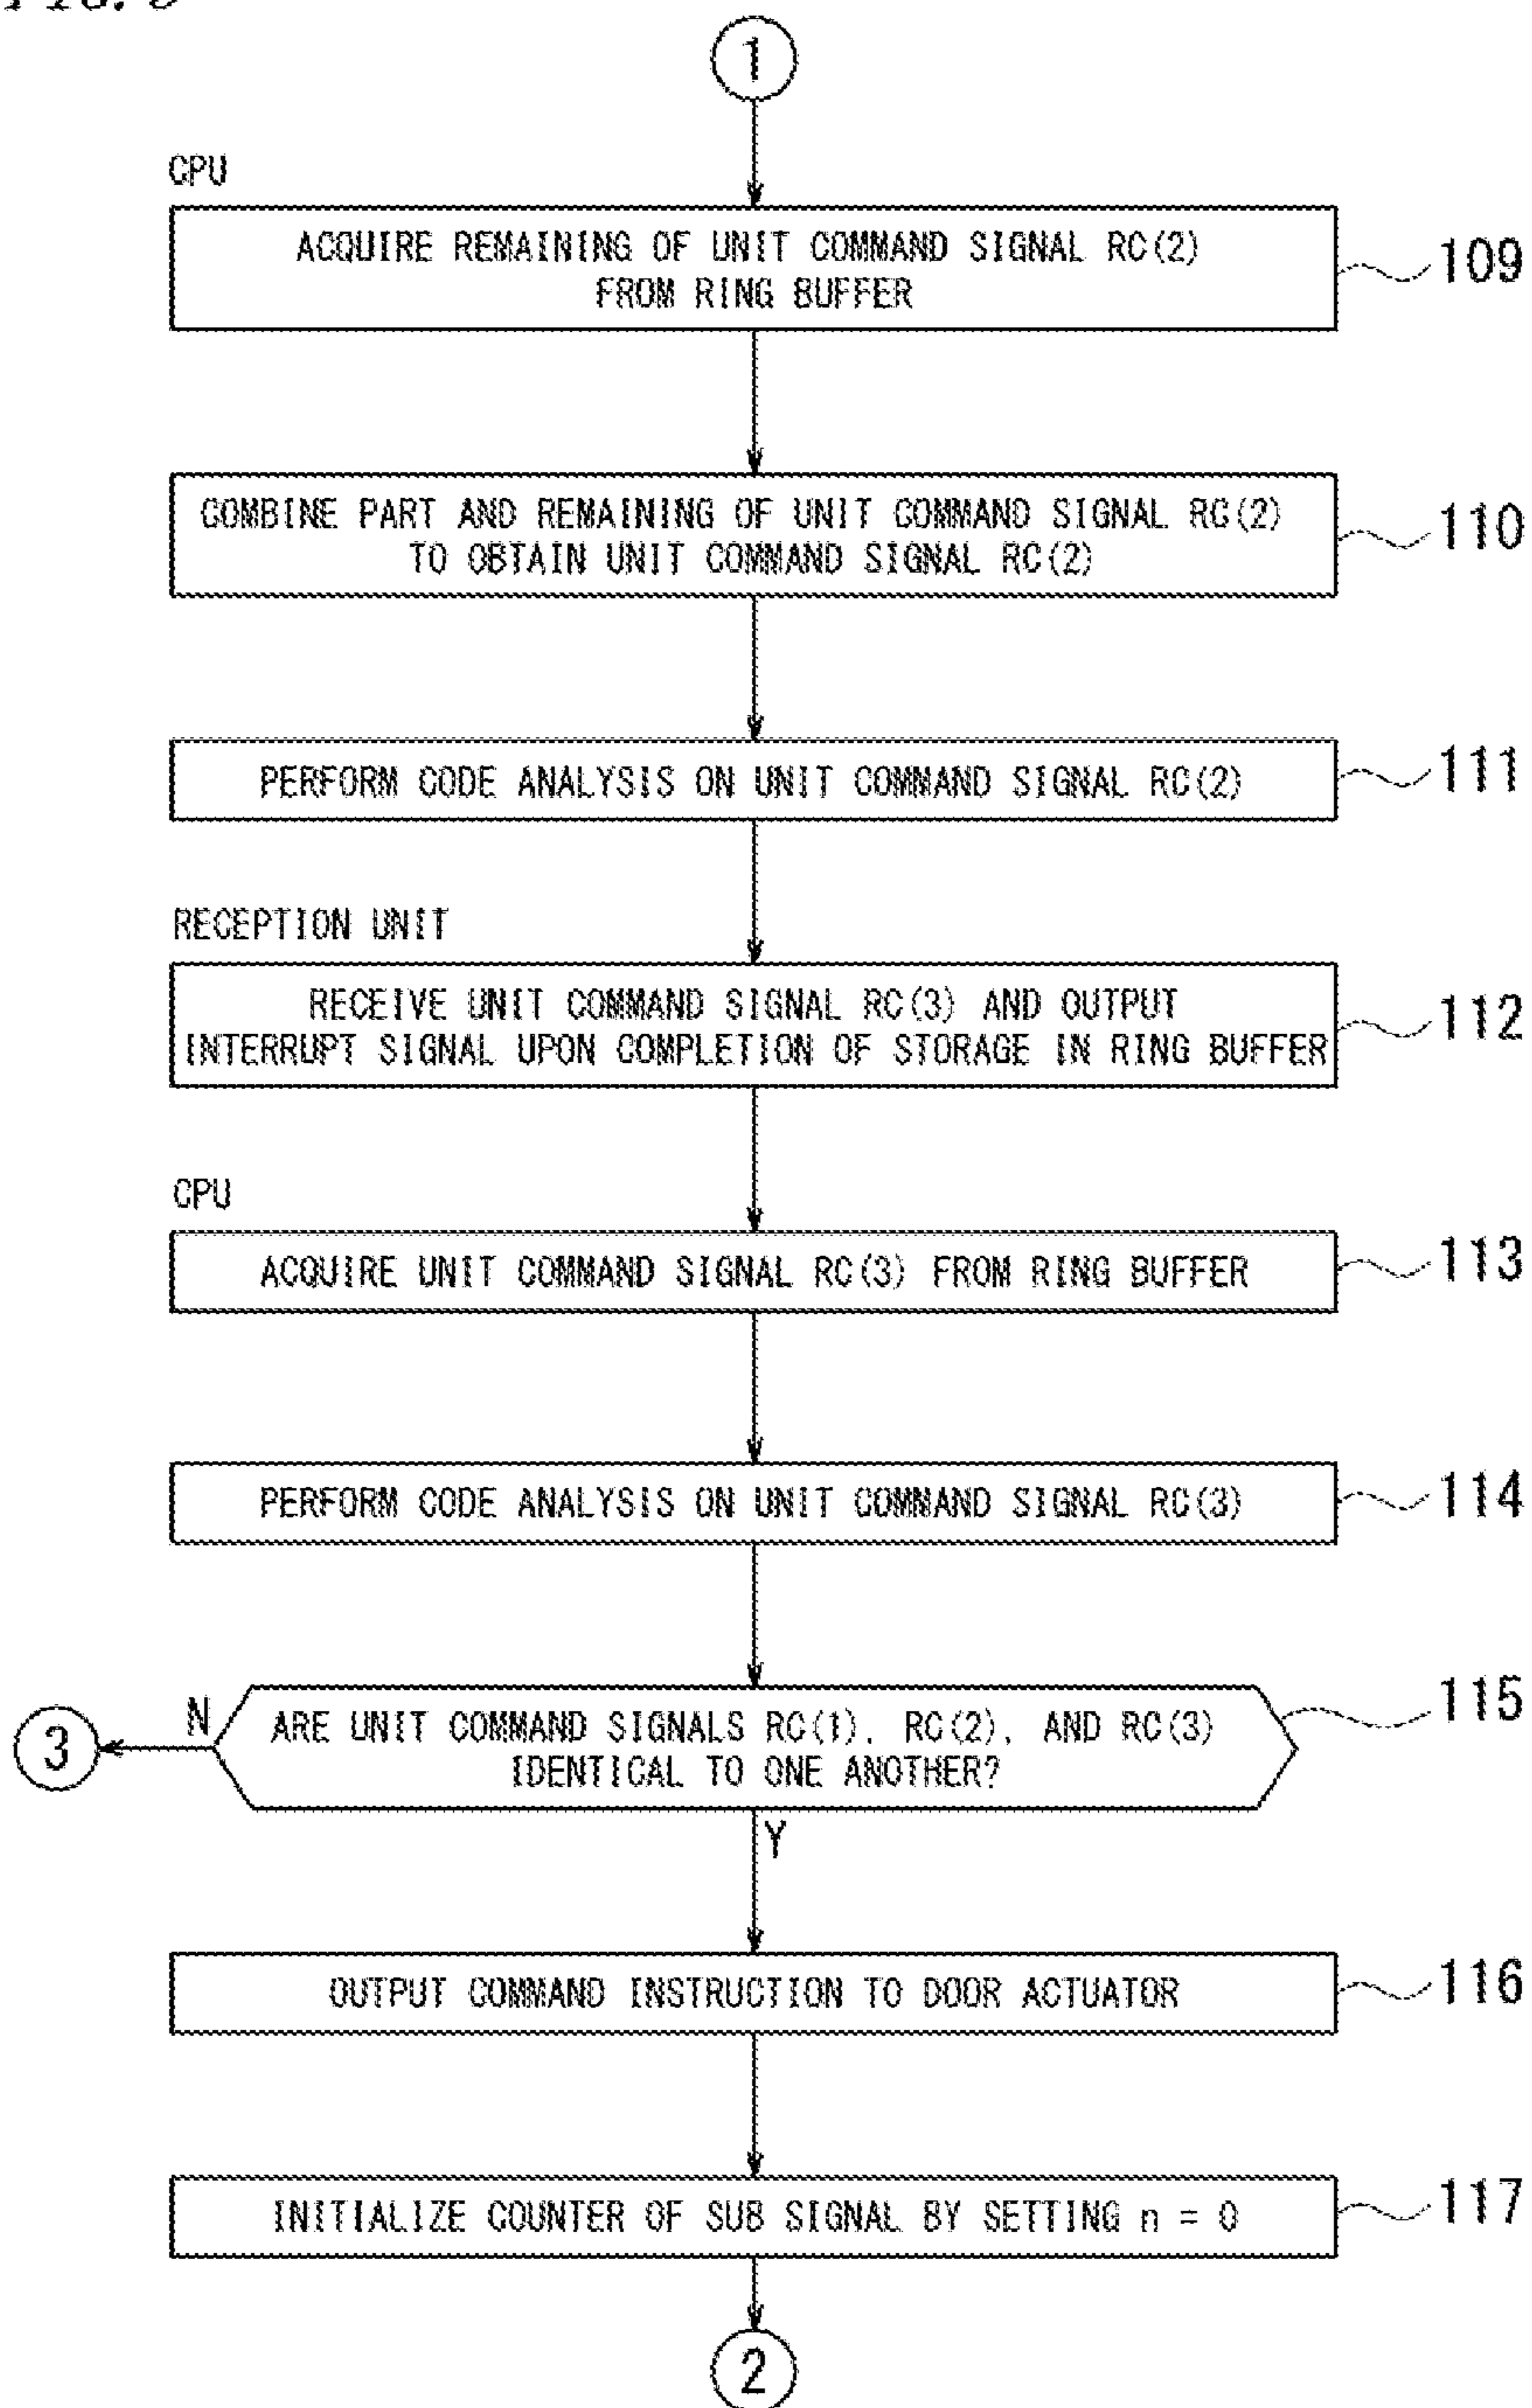 1
CPU
ACQUIRE REMAINING OF UNIT COMMAND SIGNAL RC(2)
FROM RING BUFFER
109
COMBINE PART AND REMAINING OF UNIT COMMAND SIGNAL RC(2)
TO OBTAIN UNIT COMMAND SIGNAL RC(2)
110
PERFORM CODE ANALYSIS ON UNIT COMMAND SIGNAL RC(2)
111
RECEPTION UNIT
RECEIVE UNIT COMMAND SIGNAL RC(3) AND OUTPUT
INTERRUPT SIGNAL UPON COMPLETION OF STORAGE IN RING BUFFER
112
CPU
ACQUIRE UNIT COMMAND SIGNAL RC(3) FROM RING BUFFER
113
PERFORM CODE ANALYSIS ON UNIT COMMAND SIGNAL RC(3)
114
3
N
ARE UNIT COMMAND SIGNALS RC(1), RC(2), AND RC(3)
IDENTICAL TO ONE ANOTHER?
115
Y
OUTPUT COMMAND INSTRUCTION TO DOOR ACTUATOR
116
INITIALIZE COUNTER OF SUB SIGNAL BY SETTING n = 0
117
2